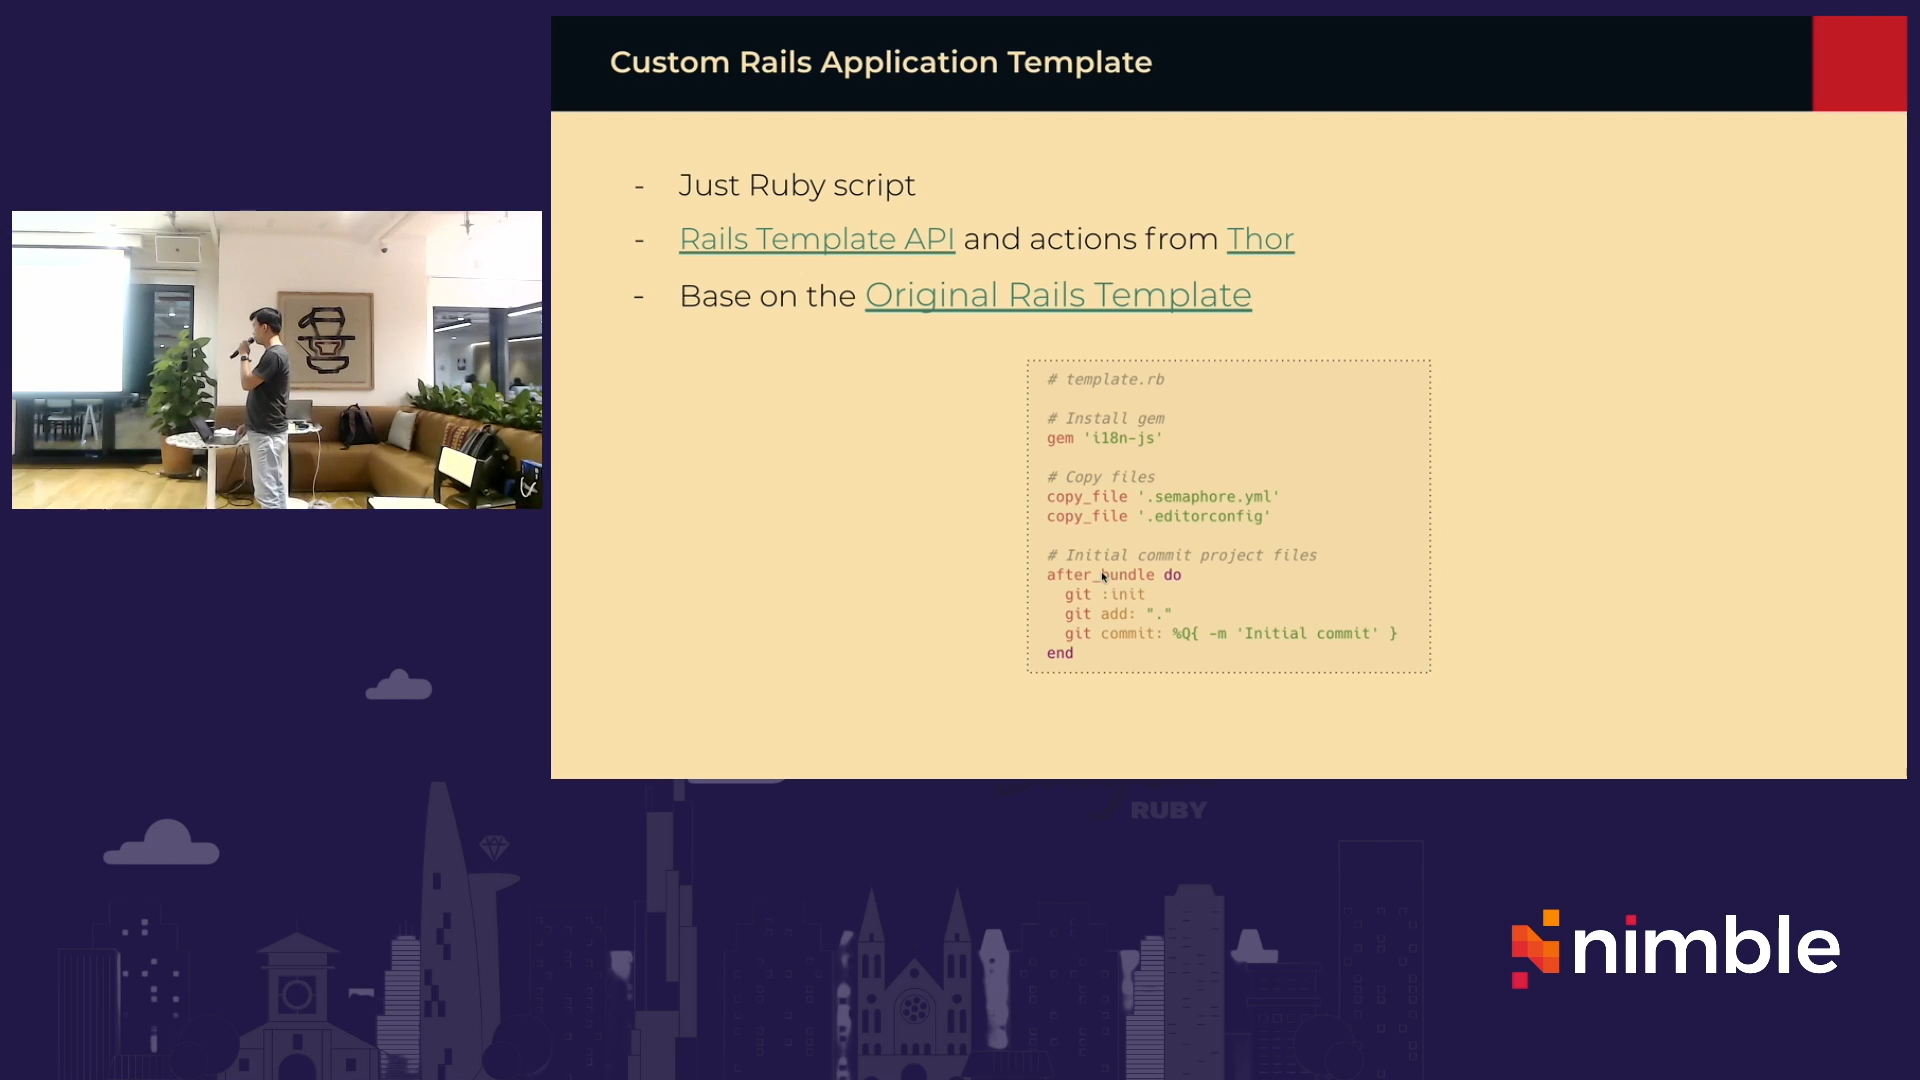 Custom Rails Application Template
- Just Ruby script
- Rails Template API and actions from Thor
- Base on the Original Rails Template
# template.rb
# Install gem
gem 'i18n-js'
# Copy files
copy_file '.semaphore.yml'
copy_file '.editorconfig'
# Initial commit project files
after_bundle do
git :init
git add: "."
git commit: %Q{ -m 'Initial commit' }
end
RUBY
nimble